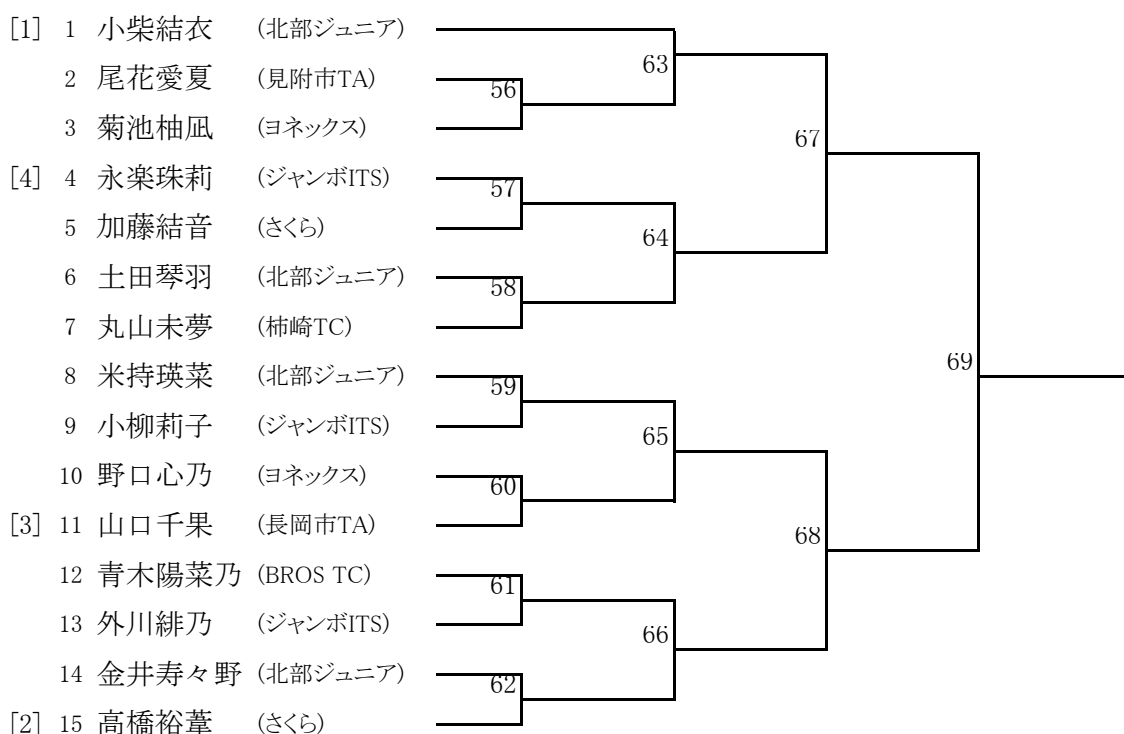 [1] 1 小柴結衣 (北部ジュニア)
2 尾花愛夏 (見附市TA)
3 菊池柚凪 (ヨネックス)
[4] 4 永楽珠莉 (ジャンボITS)
5 加藤結音 (さくら)
6 土田琴羽 (北部ジュニア)
7 丸山未夢 (柿崎TC)
8 米持瑛菜 (北部ジュニア)
9 小柳莉子 (ジャンボITS)
10 野口心乃 (ヨネックス)
[3] 11 山口千果 (長岡市TA)
12 青木陽菜乃 (BROS TC)
13 外川緋乃 (ジャンボITS)
14 金井寿々野 (北部ジュニア)
[2] 15 高橋裕葦 (さくら)
56
57
58
59
60
61
62
63
64
65
66
67
68
69